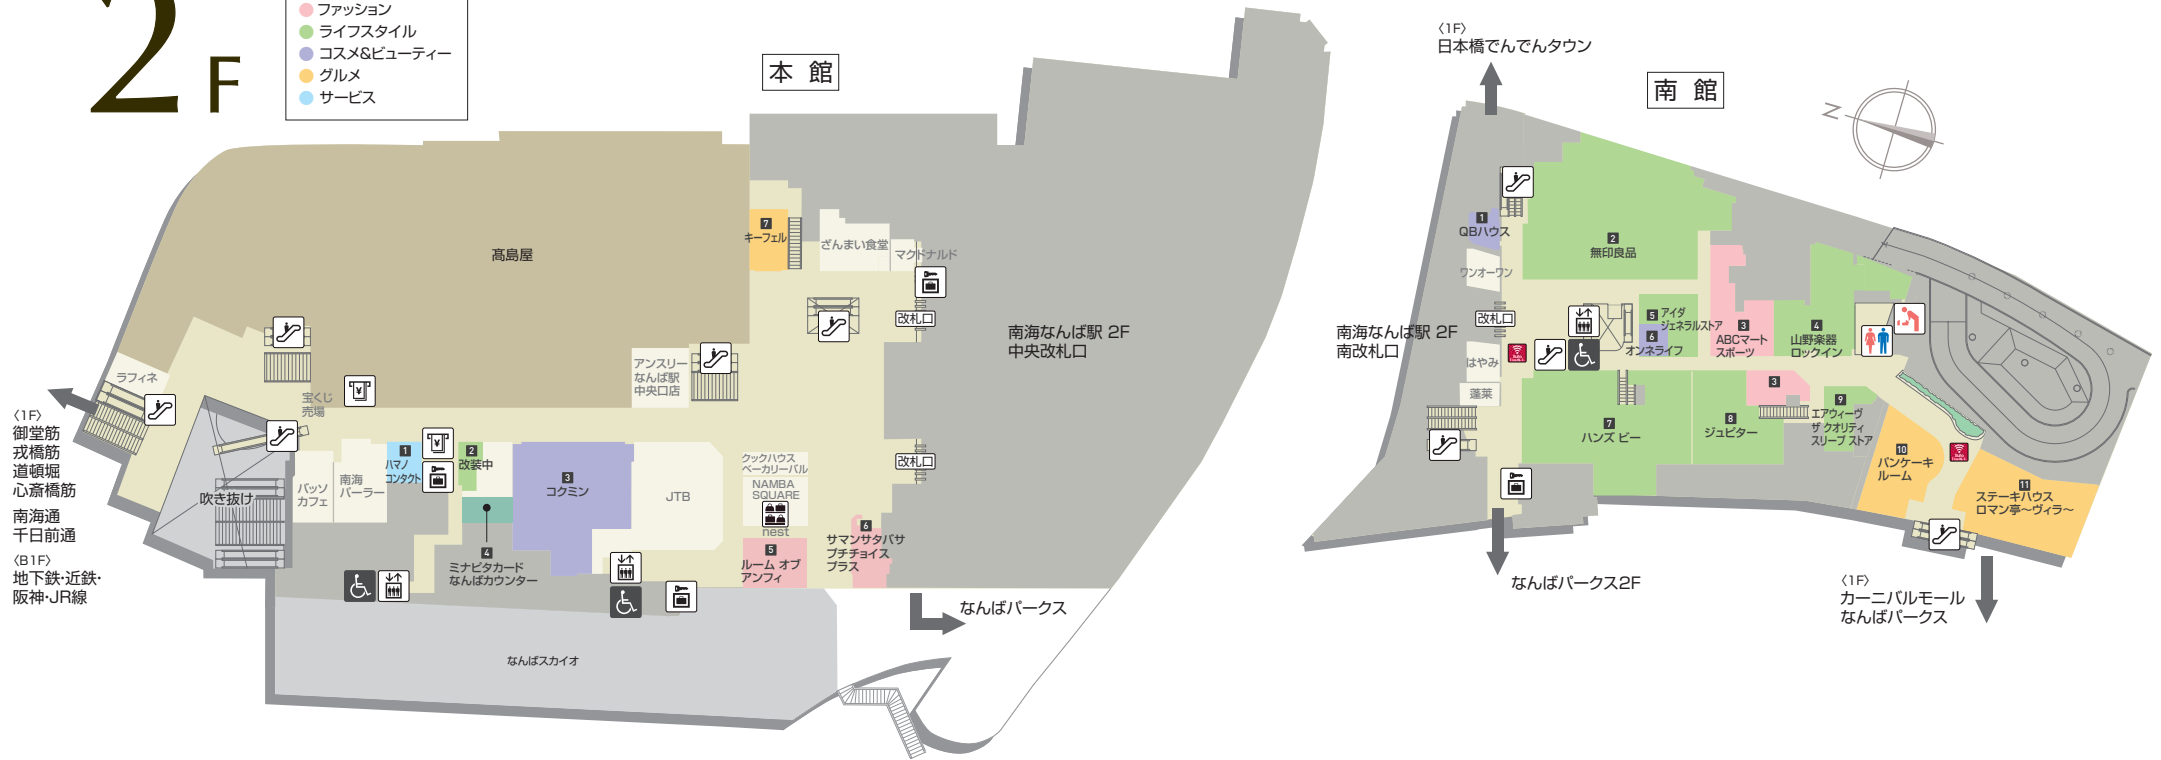 2F
ファッション
ライフスタイル
コスメ&ビューティー
グルメ
サービス
本 館
髙島屋
7
キーフェル
ざんまい食堂
マクドナルド
改札口
南海なんば駅 2F
中央改札口
アンスリー
なんば駅
中央口店
ラフィネ
宝くじ
売場
〈1F〉
御堂筋
戎橋筋
道頓堀
心斎橋筋
南海通
千日前通
〈B1F〉
地下鉄・近鉄・
阪神・JR線
吹き抜け
パッソ
カフェ
南海
パーラー
1
ハマノ
コンタクト
2
改装中
3
コクミン
4
ミナピタカード
なんばカウンター
JTB
クックハウス
ベーカリーバル
NAMBA
SQUARE
nest
5
ルーム オブ
アンフィ
6
サマンサタバサ
プチチョイス
プラス
改札口
なんばパークス
なんばスカイオ
南 館
N
〈1F〉
日本橋でんでんタウン
1
QBハウス
ワンオーワン
改札口
南海なんば駅 2F
南改札口
はやみ
蓬莱
2
無印良品
5
アイダ
ジェネラルストア
6
オンネライフ
3
ABCマート
スポーツ
4
山野楽器
ロックイン
3
7
ハンズ ビー
8
ジュピター
9
エアウィーヴ
ザ クオリティ
スリープ ストア
10
パンケーキ
ルーム
11
ステーキハウス
ロマン亭～ヴィラ～
なんばパークス2F
〈1F〉
カーニバルモール
なんばパークス